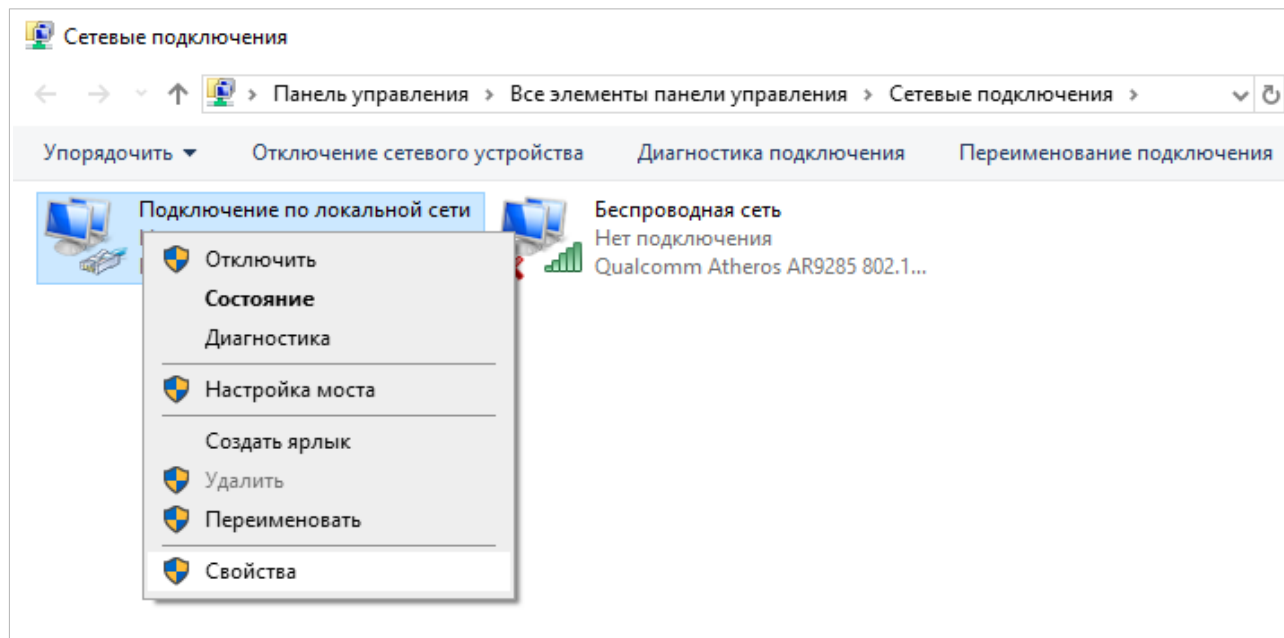 Сетевые подключения
Панель управления > Все элементы панели управления > Сетевые подключения >
Упорядочить Отключение сетевого устройства Диагностика подключения Переименование подключения
Подключение по локальной сети
Беспроводная сеть
Нет подключения
Qualcomm Atheros AR9285 802.1...
Отключить
Состояние
Диагностика
Настройка моста
Создать ярлык
Удалить
Переименовать
Свойства